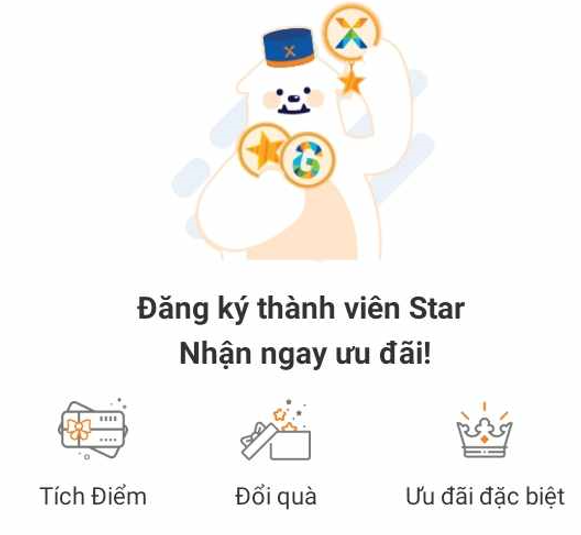 Đăng ký thành viên Star
Nhận ngay ưu đãi!
Tích Điểm
Đổi quà
Ưu đãi đặc biệt